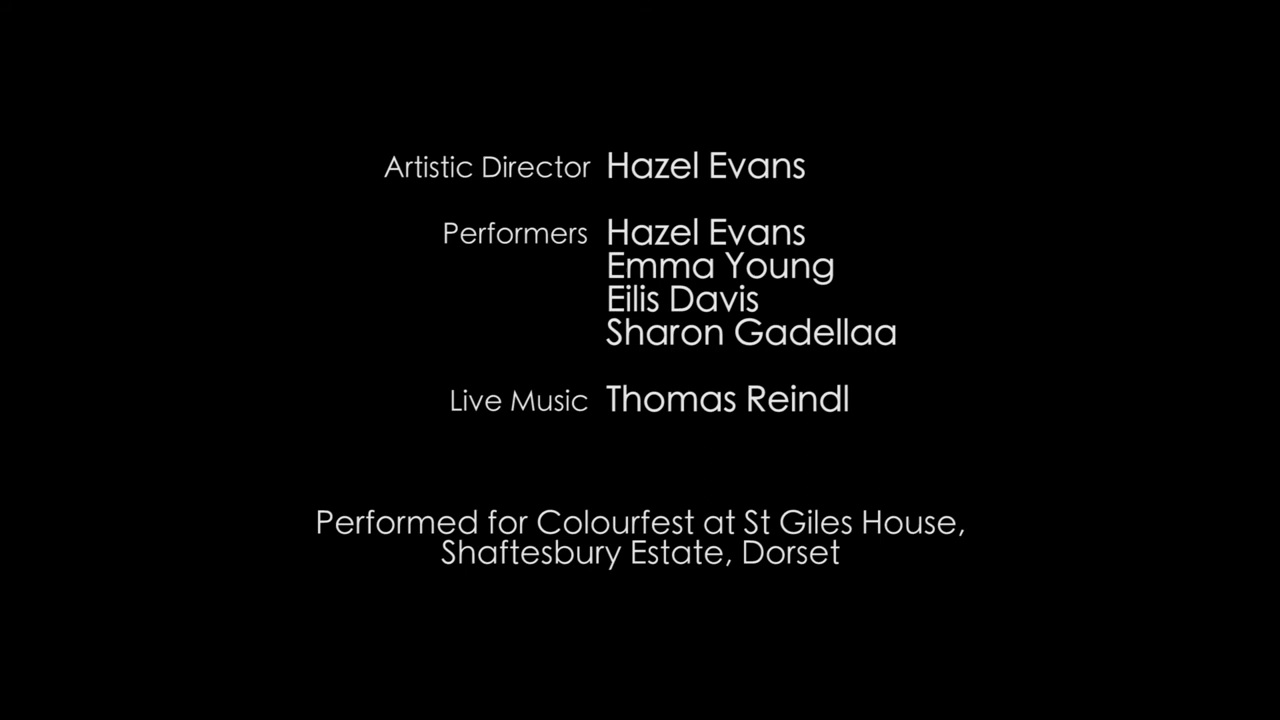 Artistic Director Hazel Evans
Performers Hazel Evans
Emma Young
Eilis Davis
Sharon Gadellaa
Live Music Thomas Reindl
Performed for Colourfest at St Giles House,
Shaftesbury Estate, Dorset